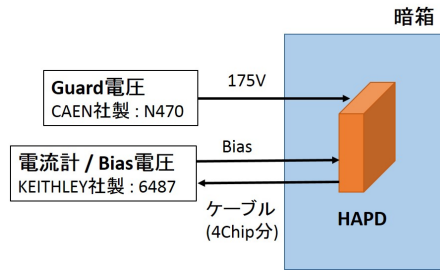 暗箱
Guard電圧
CAEN社製 : N470
175V
電流計 / Bias電圧
KEITHLEY社製 : 6487
Bias
ケーブル
(4Chip分)
HAPD